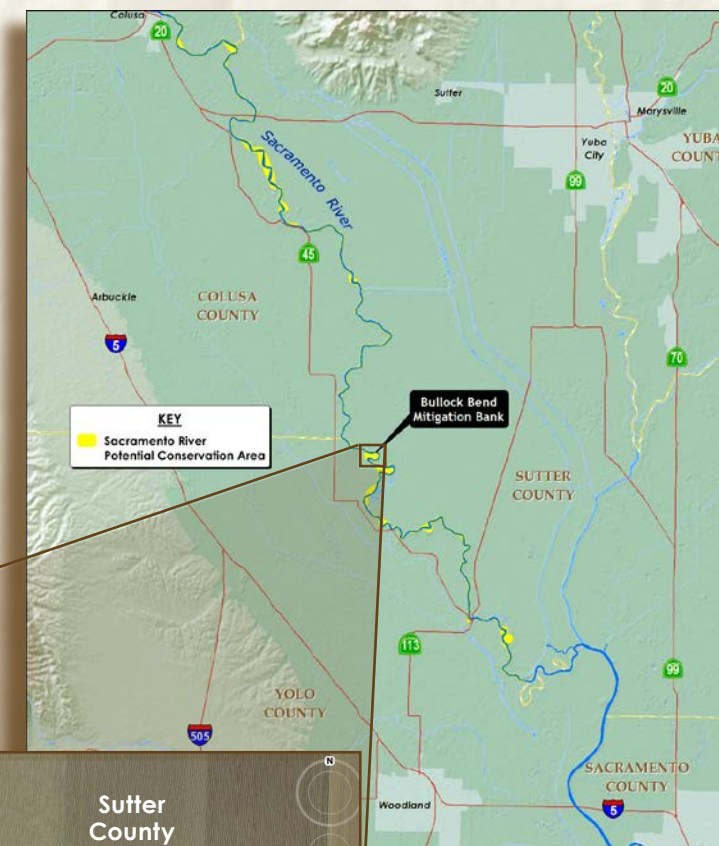 Colusa
20
Sutter
20
Marysville
Yuba
City
YUBA
COUNT
99
Sacramento River
45
Arbuckle
COLUSA
COUNTY
5
70
KEY
Sacramento River
Potential Conservation Area
Bullock Bend
Mitigation Bank
SUTTER
COUNTY
113
99
YOLO
COUNTY
505
SACRAMENTO
COUNTY
N
Sutter
County
Woodland
5